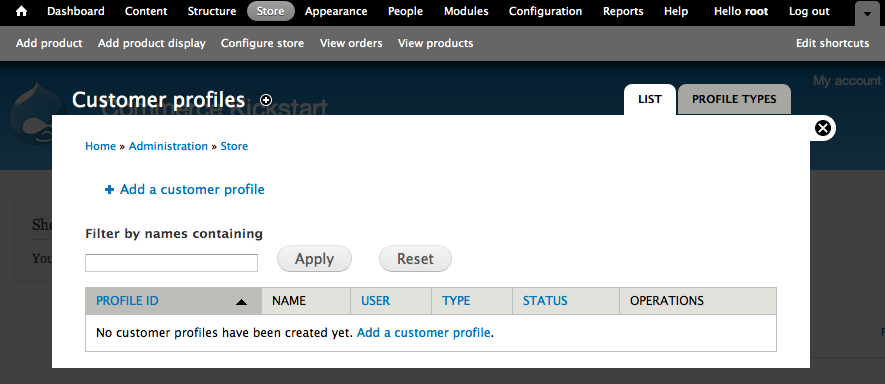 Dashboard Content Structure Store Appearance People Modules Configuration Reports Help Hello root Log out
Add product Add product display Configure store View orders View products Edit shortcuts
My account
Customer profiles
Commerce Kickstart
LIST PROFILE TYPES
Home » Administration » Store
Add a customer profile
Filter by names containing
Apply Reset
PROFILE ID NAME USER TYPE STATUS OPERATIONS
No customer profiles have been created yet. Add a customer profile.